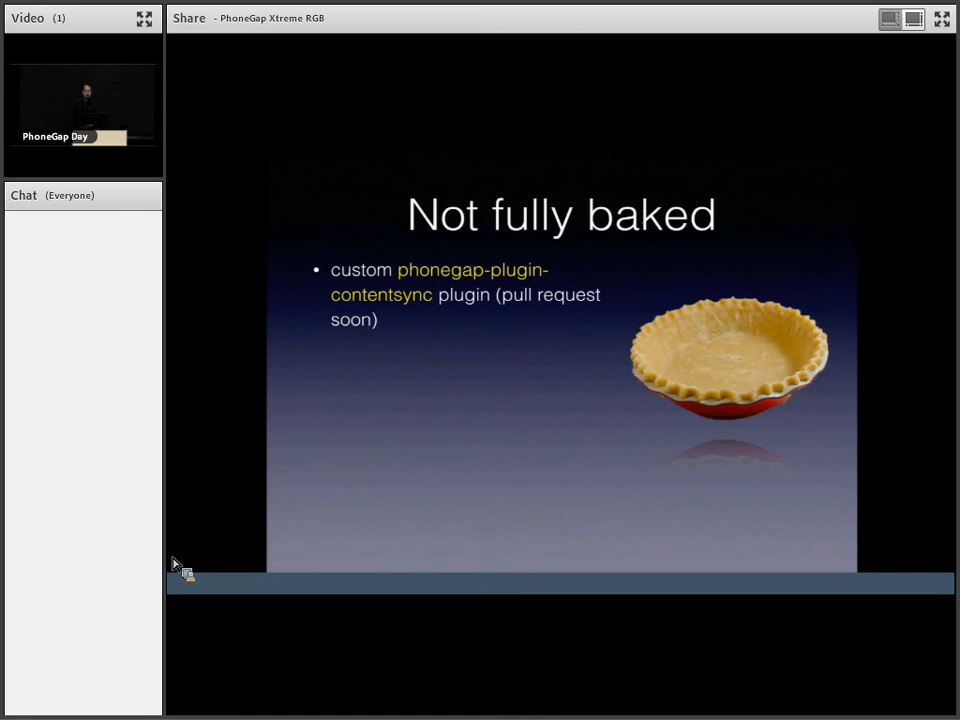 Video (1)
Share - PhoneGap Xtreme RGB
PhoneGap Day
Chat (Everyone)
Not fully baked
• custom phonegap-plugin-
contentsync plugin (pull request
soon)